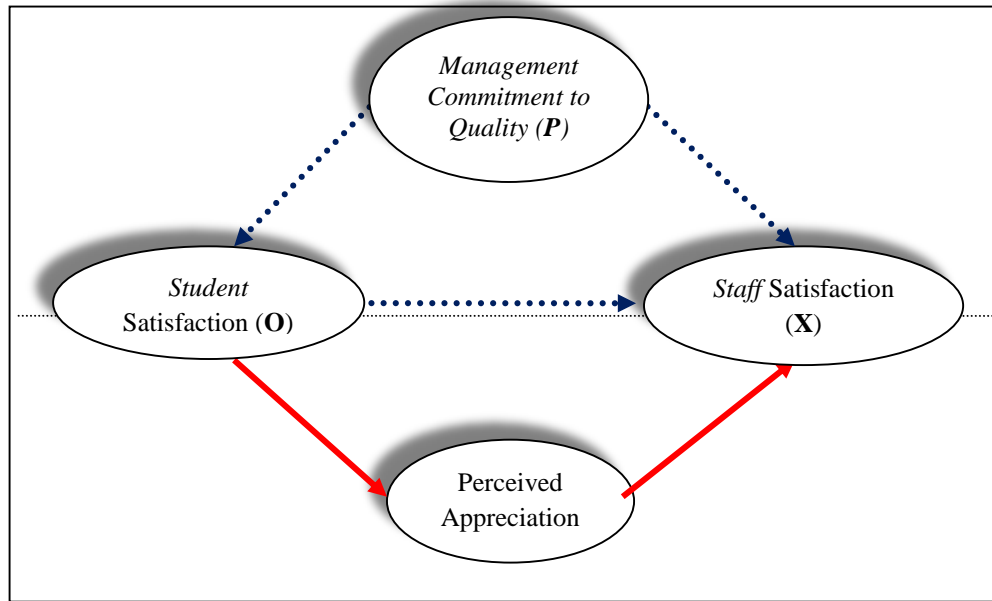 Management
Commitment to
Quality (P)
Student
Satisfaction (O)
Staff Satisfaction
(X)
Perceived
Appreciation